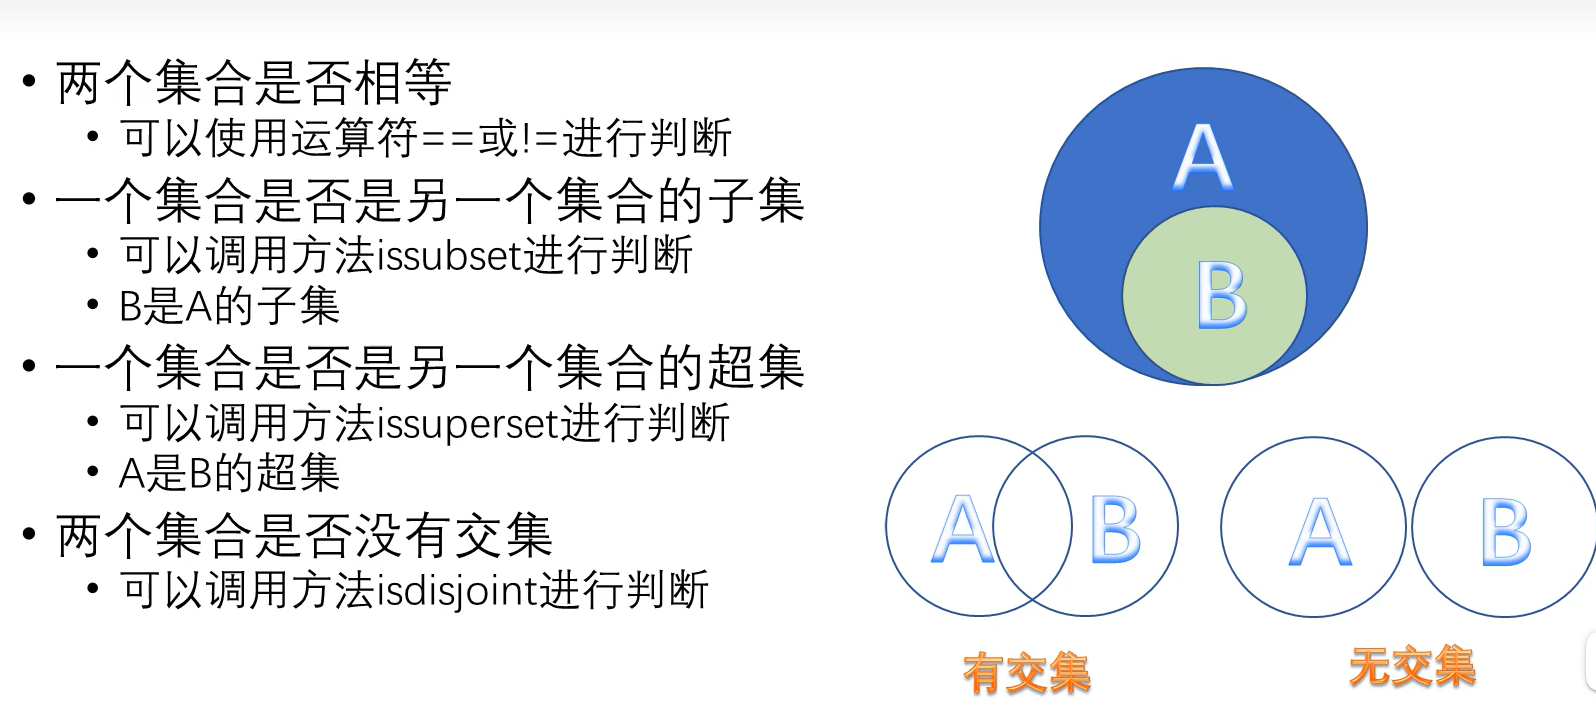 • 两个集合是否相等
• 可以使用运算符==或!=进行判断
• 一个集合是否是另一个集合的子集
• 可以调用方法issubset进行判断
• B是A的子集
• 一个集合是否是另一个集合的超集
• 可以调用方法issuperset进行判断
• A是B的超集
• 两个集合是否没有交集
• 可以调用方法isdisjoint进行判断
A
B
A B
有交集
A B
无交集